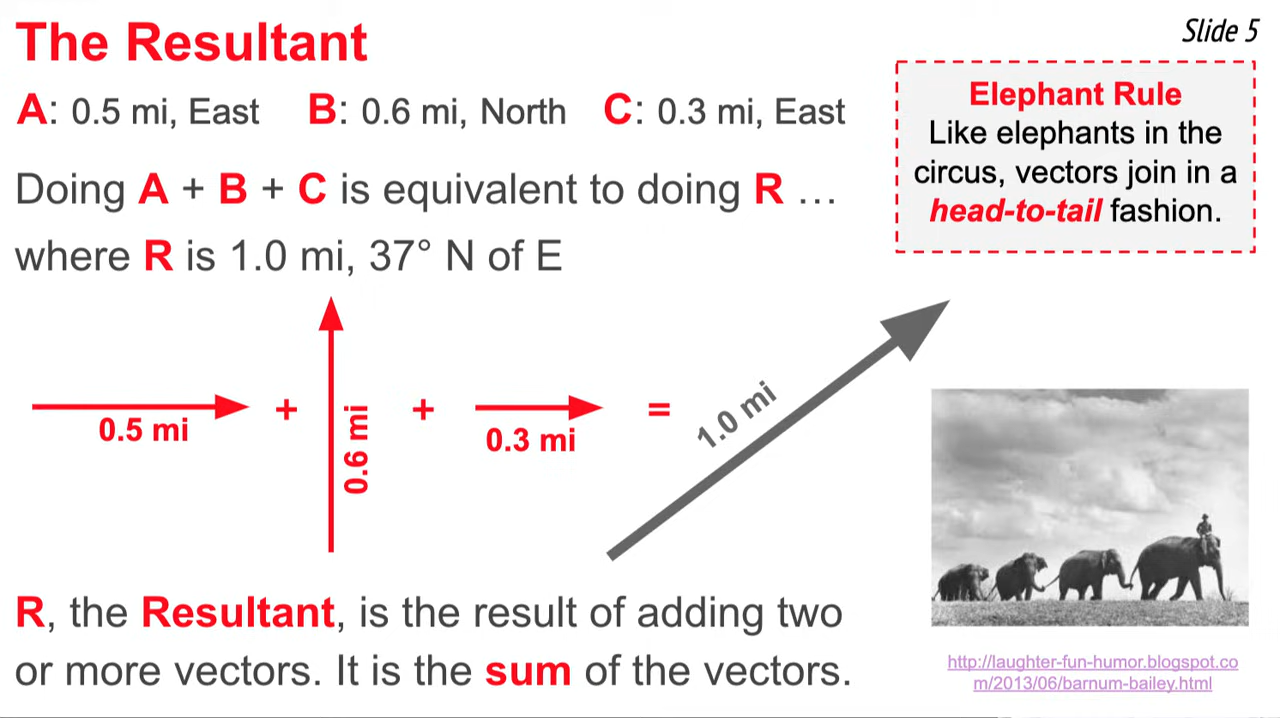 The Resultant
Slide 5
A: 0.5 mi, East B: 0.6 mi, North C: 0.3 mi, East
Doing A + B + C is equivalent to doing R …
where R is 1.0 mi, 37° N of E
Elephant Rule
Like elephants in the
circus, vectors join in a
head-to-tail fashion.
0.5 mi
+
0.6 mi
+
0.3 mi
=
1.0 mi
R, the Resultant, is the result of adding two
or more vectors. It is the sum of the vectors.
http://laughter-fun-humor.blogspot.co
m/2013/06/barnum-bailey.html